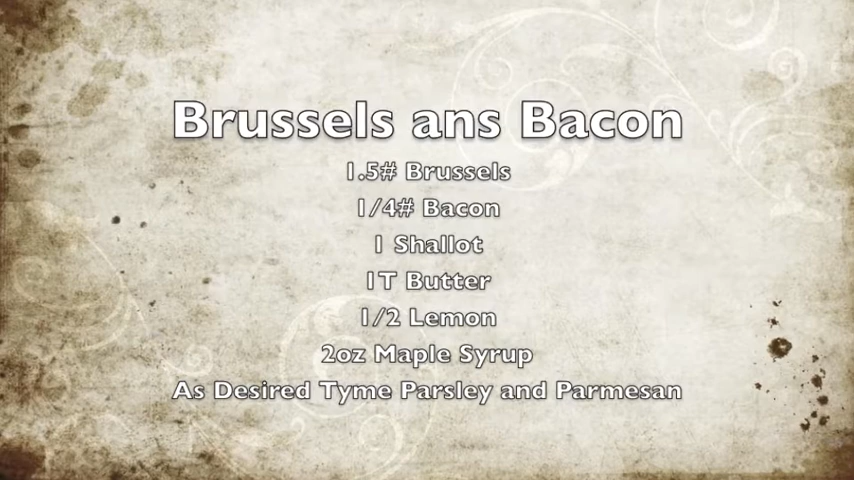 Brussels ans Bacon
1.5# Brussels
1/4# Bacon
1 Shallot
1T Butter
1/2 Lemon
2oz Maple Syrup
As Desired Tyme Parsley and Parmesan